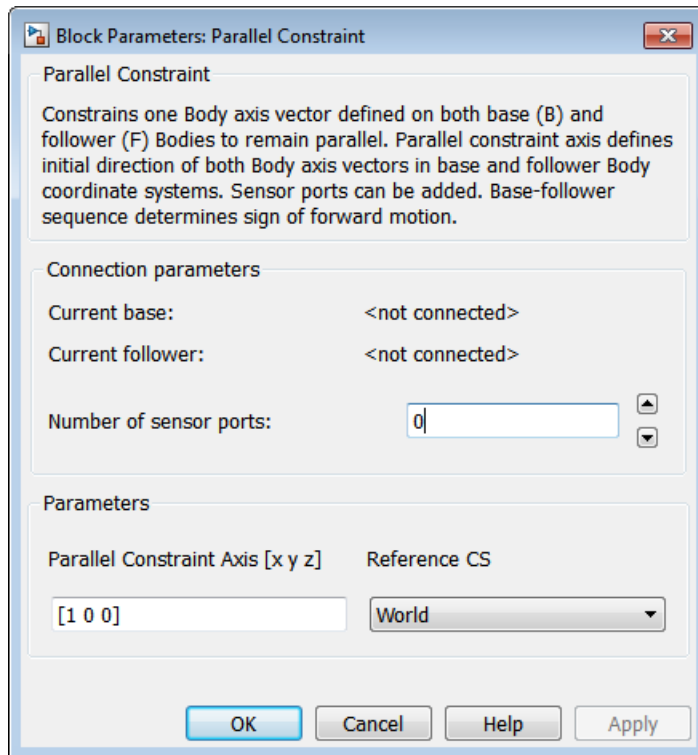 Block Parameters: Parallel Constraint
Parallel Constraint
Constrains one Body axis vector defined on both base (B) and
follower (F) Bodies to remain parallel. Parallel constraint axis defines
initial direction of both Body axis vectors in base and follower Body
coordinate systems. Sensor ports can be added. Base-follower
sequence determines sign of forward motion.
Connection parameters
Current base: <not connected>
Current follower: <not connected>
Number of sensor ports: 0
Parameters
Parallel Constraint Axis [x y z] Reference CS
[1 0 0] World
OK Cancel Help Apply